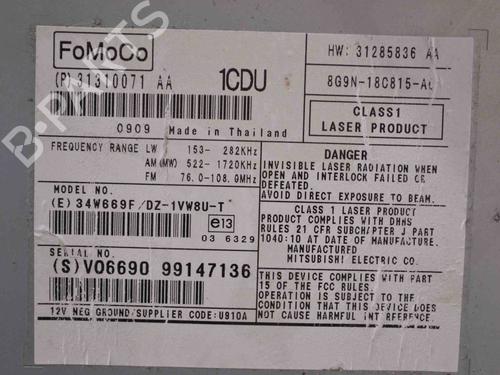 FoMoCo
(P) 31310071 AA
1CDU
HW: 31285836 AA
8G9N-18C815-A
CLASS1
LASER PRODUCT
0909 Made in Thailand
FREQUENCY RANGE LW 153- 282KHz
AM(MW) 522- 1720KHz
FM 76.0-108.0MHz
MODEL NO.
(E) 34W669F/DZ-1VW8U-T
e13
03 6329
SERIAL NO.
(S)V06690 99147136
12V NEG GROUND/SUPPLIER CODE:U910A
DANGER
INVISIBLE LASER RADIATION WHEN
OPEN AND INTERLOCK FAILED OR
DEFEATED.
AVOID DIRECT EXPOSURE TO BEAM.
CLASS 1 LASER PRODUCT
PRODUCT COMPLIES WITH DHHS
RULES 21 CFR SUBCH/PTER J PART
1040:10 AT DATE OF MANUFACTURE.
MANUFACTURED
MITSUBISHI ELECTRIC CO.
THIS DEVICE COMPLIES WITH PART
15 OF THE FCC RULES.
OPERATION IS SUBJECT TO THE
CONDITION THAT THIS DEVICE DOES
NOT CAUSE HARMFUL INTERFERENCE
B-PARTS